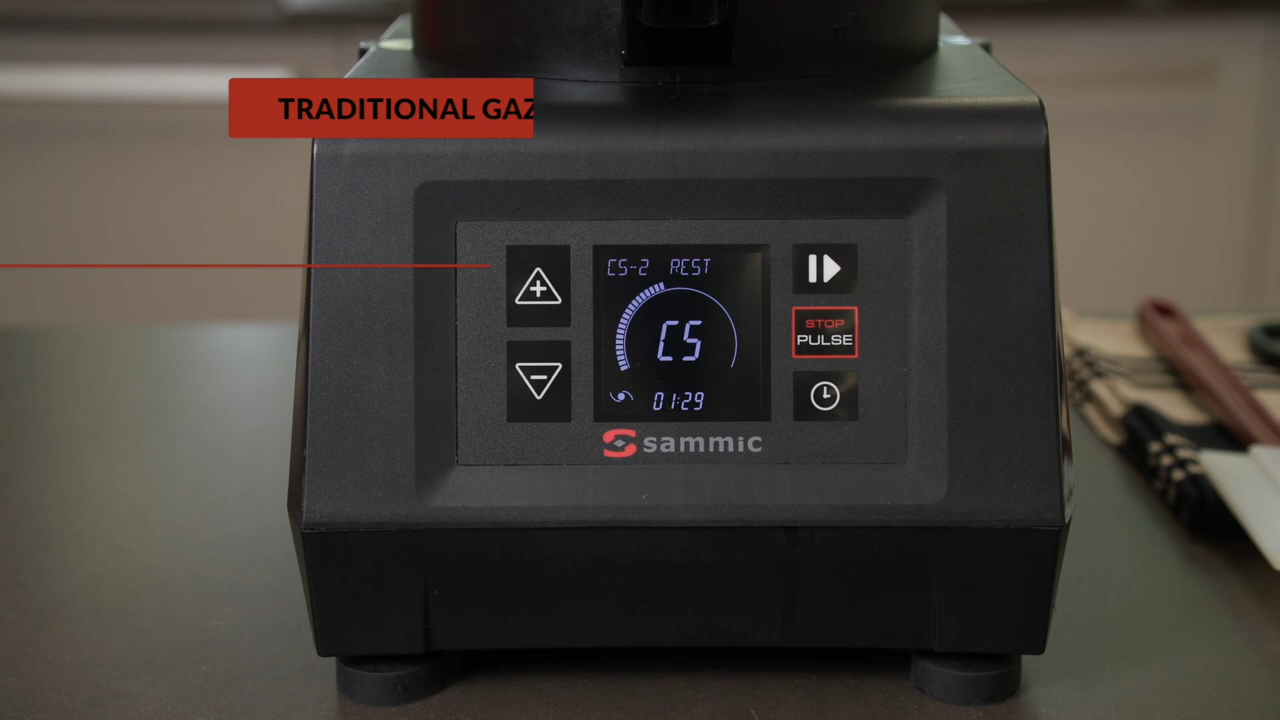 TRADITIONAL GAZ
CS-2 REST
CS
01:29
STOP
PULSE
sammic